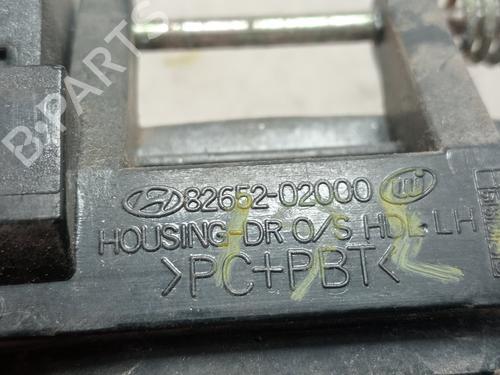 B-PARTS
82652-02000
HOUSING-DR O/S HDL LH
>PC+PBT<